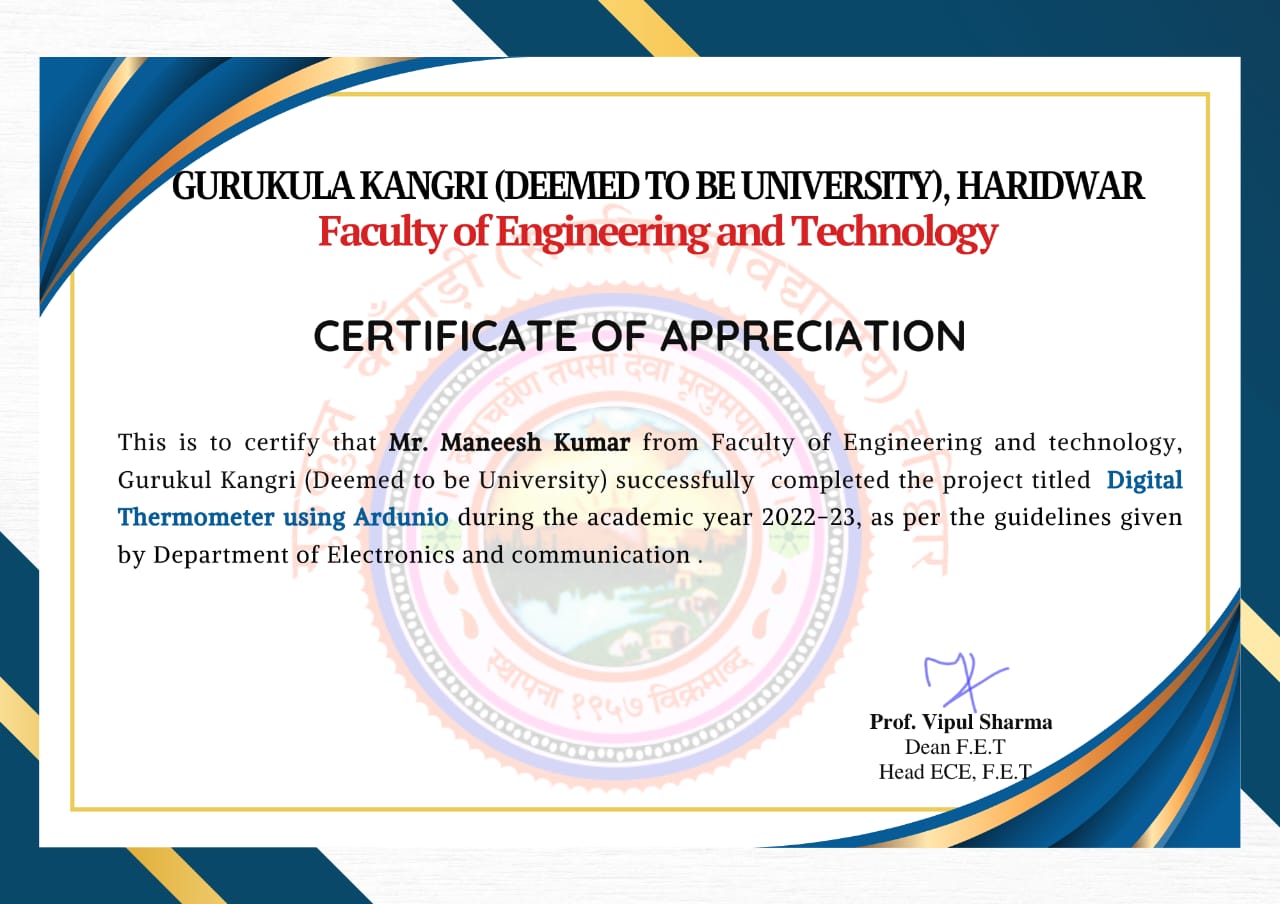 GURUKULA KANGRI (DEEMED TO BE UNIVERSITY), HARIDWAR
Faculty of Engineering and Technology
CERTIFICATE OF APPRECIATION
This is to certify that Mr. Maneesh Kumar from Faculty of Engineering and technology,
Gurukul Kangri (Deemed to be University) successfully completed the project titled Digital
Thermometer using Ardunio during the academic year 2022-23, as per the guidelines given
by Department of Electronics and communication .
स्थापना १९५७ विक्रमाब्द
Prof. Vipul Sharma
Dean F.E.T
Head ECE, F.E.T